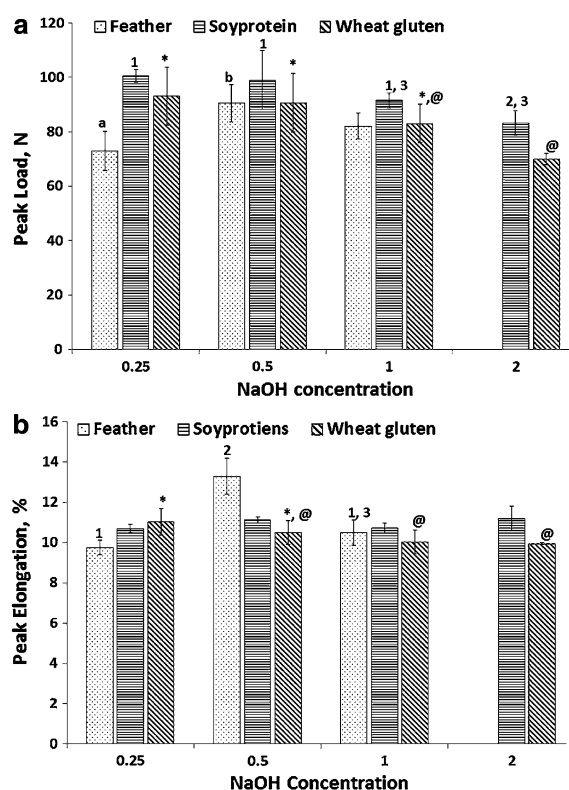 a
Feather Soyprotein Wheat gluten
120
100
80
60
40
20
0
Peak Load, N
a 1 *
b 1 *
1, 3 *,@
2, 3 @
0.25 0.5 1 2
NaOH concentration
b
Feather Soyprotiens Wheat gluten
16
14
12
10
8
6
4
2
0
Peak Elongation, %
1 *
2 *, @
1, 3 @
@
0.25 0.5 1 2
NaOH Concentration